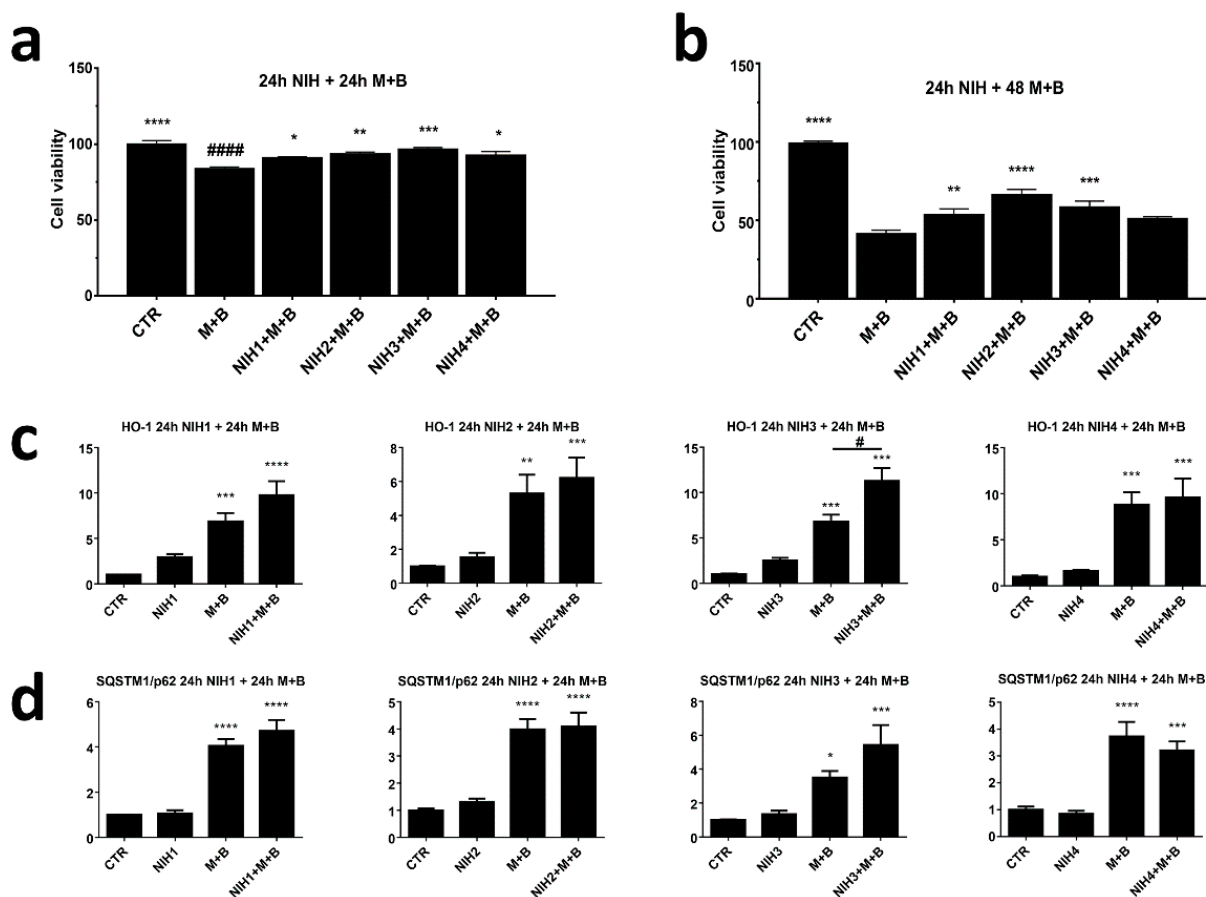 a
24h NIH + 24h M+B
Cell viability
150
100
50
0
****
####
*
**
***
*
CTR
M+B
NIH1+M+B
NIH2+M+B
NIH3+M+B
NIH4+M+B
b
24h NIH + 48 M+B
Cell viability
150
100
50
0
****
**
****
***
CTR
M+B
NIH1+M+B
NIH2+M+B
NIH3+M+B
NIH4+M+B
c
HO-1 24h NIH1 + 24h M+B
15
10
5
0
***
****
CTR
NIH1
M+B
NIH1+M+B
HO-1 24h NIH2 + 24h M+B
8
6
4
2
0
**
***
CTR
NIH2
M+B
NIH2+M+B
HO-1 24h NIH3 + 24h M+B
15
10
5
0
#
***
***
CTR
NIH3
M+B
NIH3+M+B
HO-1 24h NIH4 + 24h M+B
15
10
5
0
***
***
CTR
NIH4
M+B
NIH4+M+B
d
SQSTM1/p62 24h NIH1 + 24h M+B
6
4
2
0
****
****
CTR
NIH1
M+B
NIH1+M+B
SQSTM1/p62 24h NIH2 + 24h M+B
5
4
3
2
1
0
****
****
CTR
NIH2
M+B
NIH2+M+B
SQSTM1/p62 24h NIH3 + 24h M+B
8
6
4
2
0
*
***
CTR
NIH3
M+B
NIH3+M+B
SQSTM1/p62 24h NIH4 + 24h M+B
5
4
3
2
1
0
****
***
CTR
NIH4
M+B
NIH4+M+B